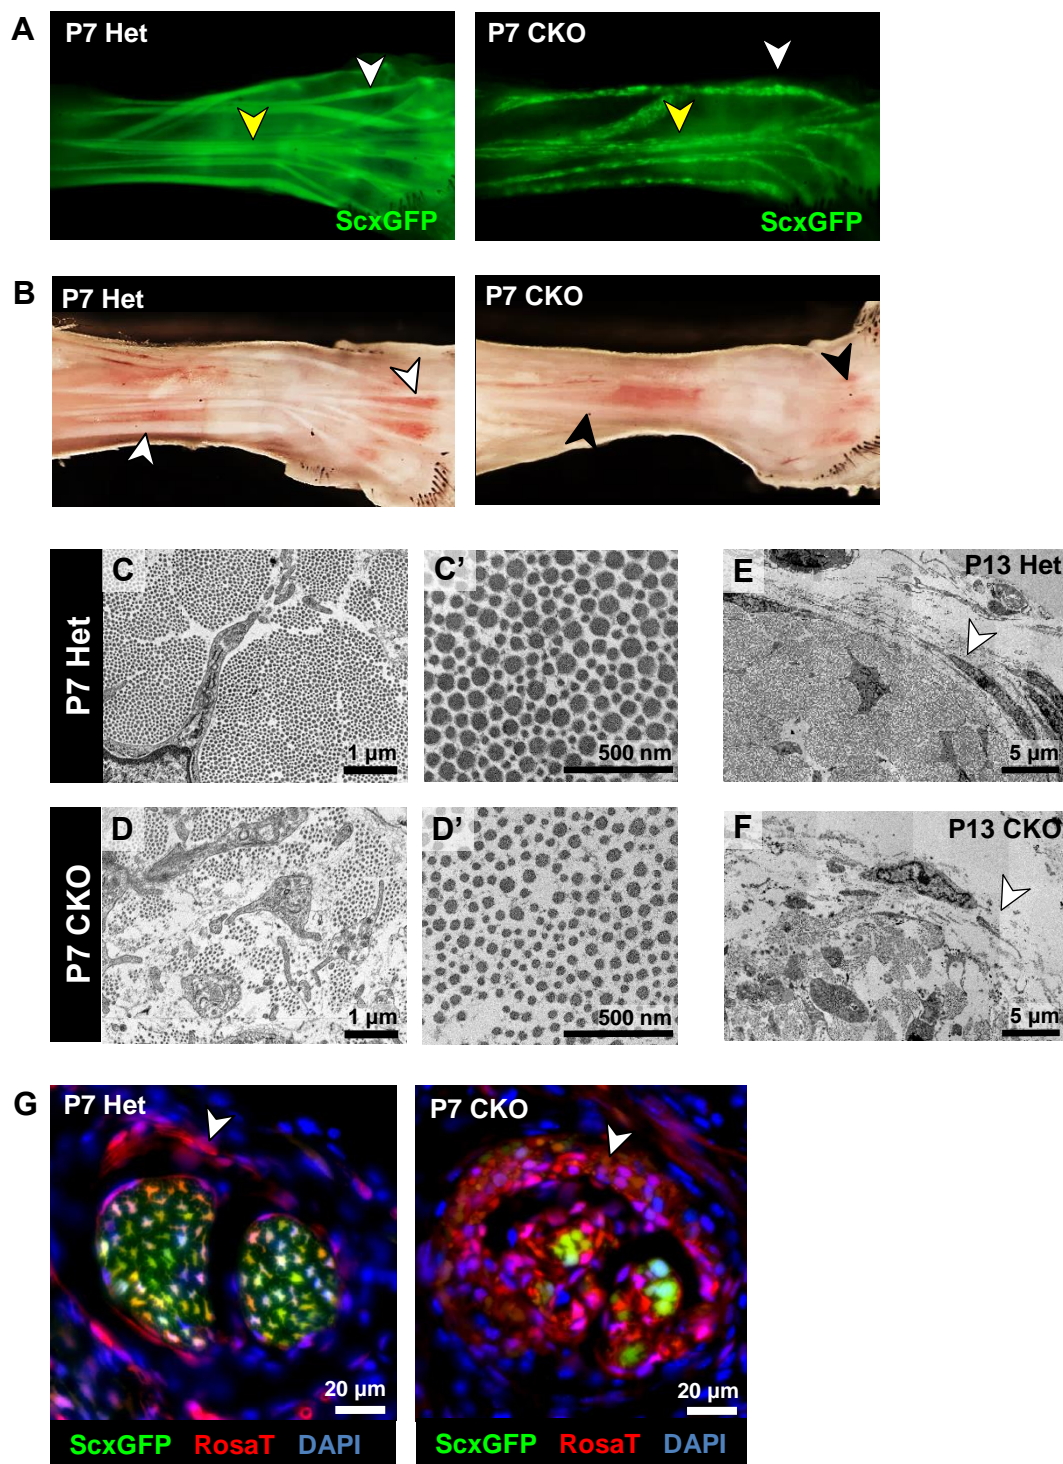 A
P7 Het
ScxGFP
P7 CKO
ScxGFP
B
P7 Het
P7 CKO
P7 Het
C
1 µm
C'
500 nm
E
P13 Het
5 µm
P7 CKO
D
1 µm
D'
500 nm
F
P13 CKO
5 µm
G
P7 Het
20 µm
ScxGFP RosaT DAPI
P7 CKO
20 µm
ScxGFP RosaT DAPI